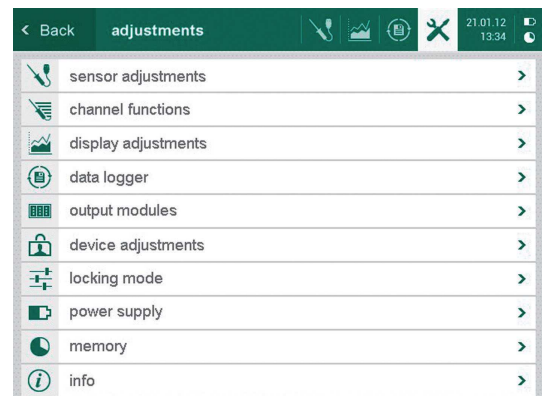 < Back adjustments 21.01.12
13:34
sensor adjustments >
channel functions >
display adjustments >
data logger >
output modules >
device adjustments >
locking mode >
power supply >
memory >
i info >